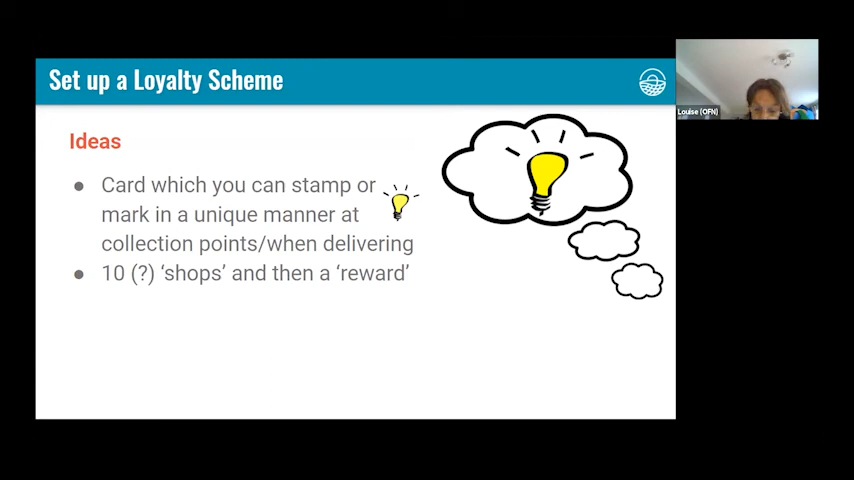 Set up a Loyalty Scheme
Louise (OFN)
Ideas
● Card which you can stamp or
mark in a unique manner at
collection points/when delivering
● 10 (?) ‘shops’ and then a ‘reward’